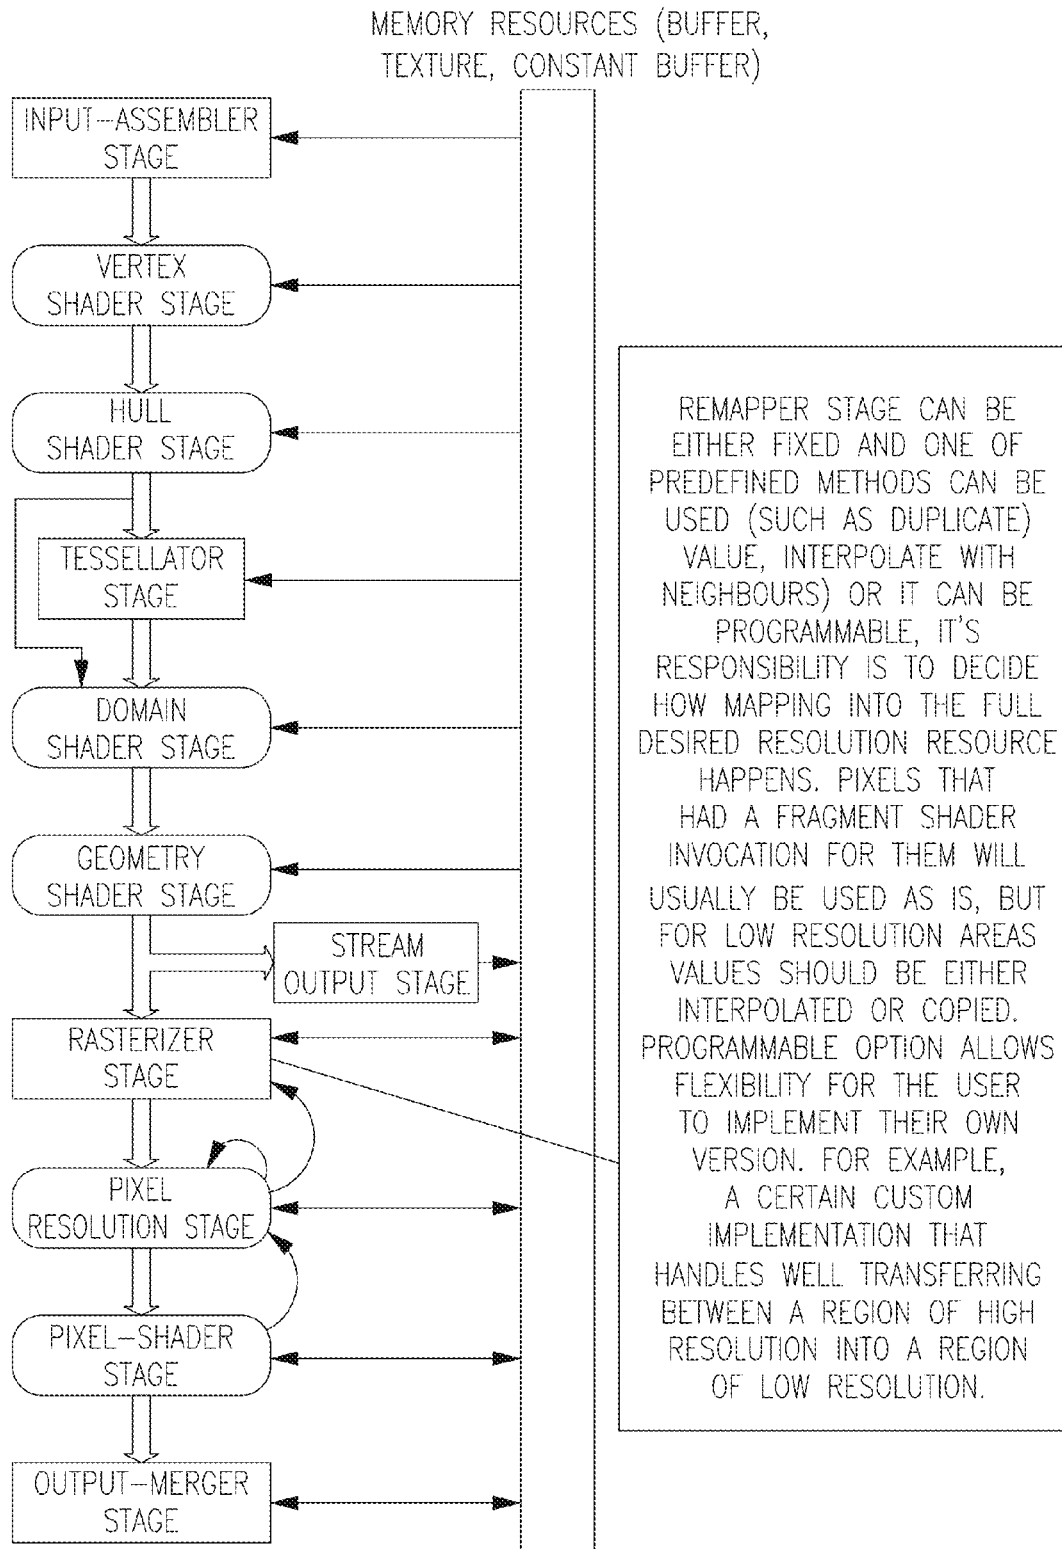 MEMORY RESOURCES (BUFFER,
TEXTURE, CONSTANT BUFFER)
INPUT-ASSEMBLER
STAGE
VERTEX
SHADER STAGE
HULL
SHADER STAGE
TESSELLATOR
STAGE
DOMAIN
SHADER STAGE
GEOMETRY
SHADER STAGE
STREAM
OUTPUT STAGE
RASTERIZER
STAGE
PIXEL
RESOLUTION STAGE
PIXEL-SHADER
STAGE
OUTPUT-MERGER
STAGE
REMAPPER STAGE CAN BE
EITHER FIXED AND ONE OF
PREDEFINED METHODS CAN BE
USED (SUCH AS DUPLICATE)
VALUE, INTERPOLATE WITH
NEIGHBOURS) OR IT CAN BE
PROGRAMMABLE, IT'S
RESPONSIBILITY IS TO DECIDE
HOW MAPPING INTO THE FULL
DESIRED RESOLUTION RESOURCE
HAPPENS. PIXELS THAT
HAD A FRAGMENT SHADER
INVOCATION FOR THEM WILL
USUALLY BE USED AS IS, BUT
FOR LOW RESOLUTION AREAS
VALUES SHOULD BE EITHER
INTERPOLATED OR COPIED.
PROGRAMMABLE OPTION ALLOWS
FLEXIBILITY FOR THE USER
TO IMPLEMENT THEIR OWN
VERSION. FOR EXAMPLE,
A CERTAIN CUSTOM
IMPLEMENTATION THAT
HANDLES WELL TRANSFERRING
BETWEEN A REGION OF HIGH
RESOLUTION INTO A REGION
OF LOW RESOLUTION.